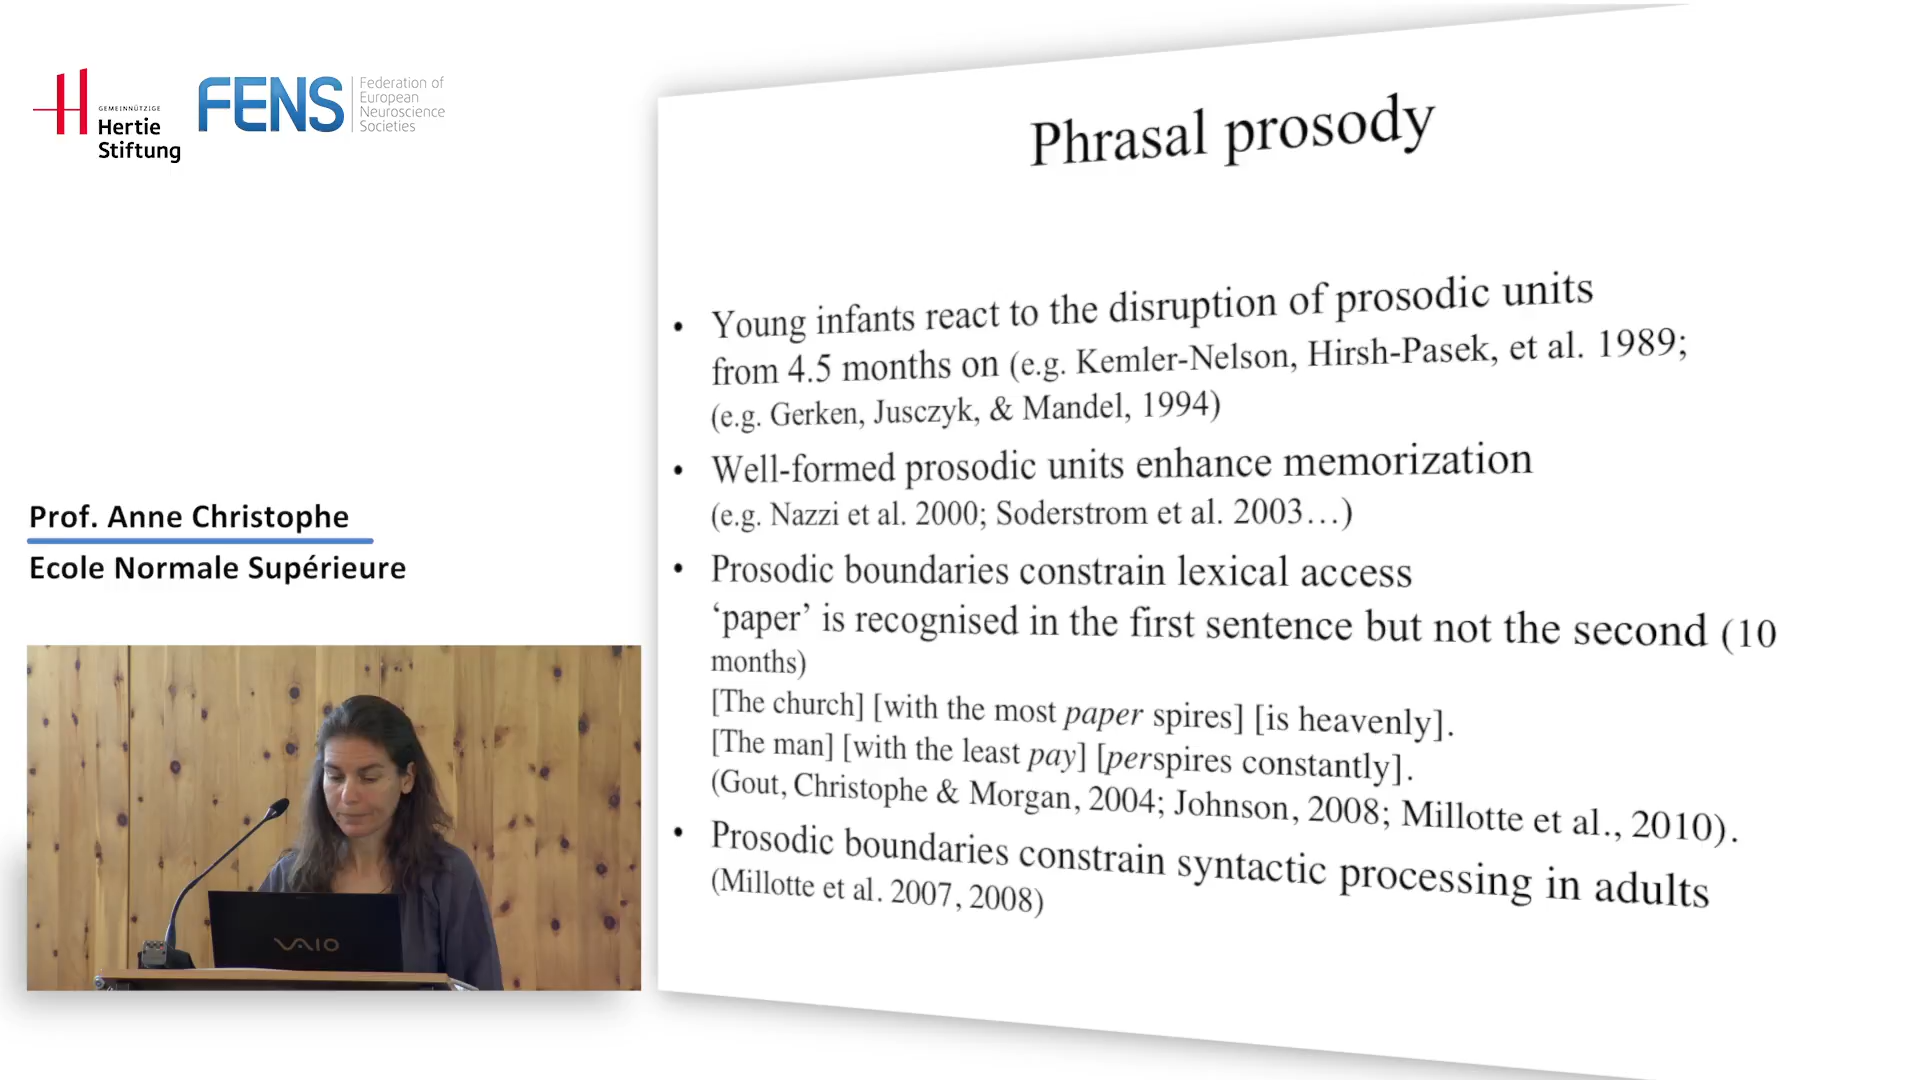 GEMEINNÜTZIGE
Hertie
Stiftung
FENS
Federation of
European
Neuroscience
Societies
Prof. Anne Christophe
Ecole Normale Supérieure
VAIO
Phrasal prosody
• Young infants react to the disruption of prosodic units
from 4.5 months on (e.g. Kemler-Nelson, Hirsh-Pasek, et al. 1989;
(e.g. Gerken, Jusczyk, & Mandel, 1994)
• Well-formed prosodic units enhance memorization
(e.g. Nazzi et al. 2000; Soderstrom et al. 2003…)
• Prosodic boundaries constrain lexical access
‘paper’ is recognised in the first sentence but not the second (10
months)
[The church] [with the most paper spires] [is heavenly].
[The man] [with the least pay] [perspires constantly].
(Gout, Christophe & Morgan, 2004; Johnson, 2008; Millotte et al., 2010).
• Prosodic boundaries constrain syntactic processing in adults
(Millotte et al. 2007, 2008)